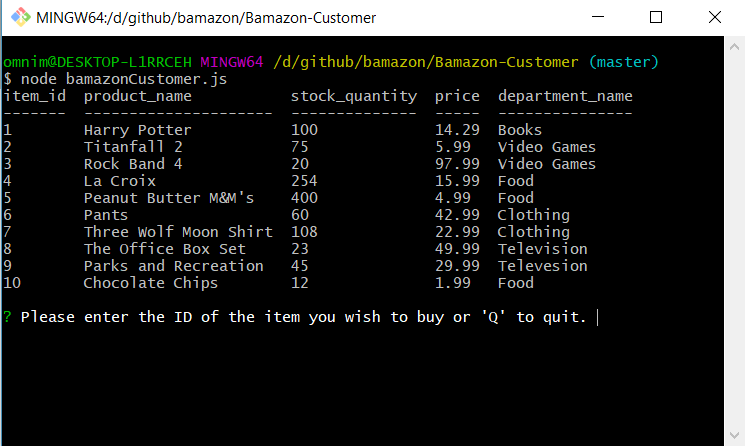 MINGW64:/d/github/bamazon/Bamazon-Customer
omnim@DESKTOP-L1RRCEH MINGW64 /d/github/bamazon/Bamazon-Customer (master)
$ node bamazonCustomer.js
item_id  product_name           stock_quantity  price  department_name
-------  ---------------------  --------------  -----  ---------------
1        Harry Potter           100             14.29  Books
2        Titanfall 2            75              5.99   Video Games
3        Rock Band 4            20              97.99  Video Games
4        La Croix               254             15.99  Food
5        Peanut Butter M&M's    400             4.99   Food
6        Pants                  60              42.99  Clothing
7        Three Wolf Moon Shirt  108             22.99  Clothing
8        The Office Box Set     23              49.99  Television
9        Parks and Recreation   45              29.99  Televesion
10       Chocolate Chips        12              1.99   Food
? Please enter the ID of the item you wish to buy or 'Q' to quit.